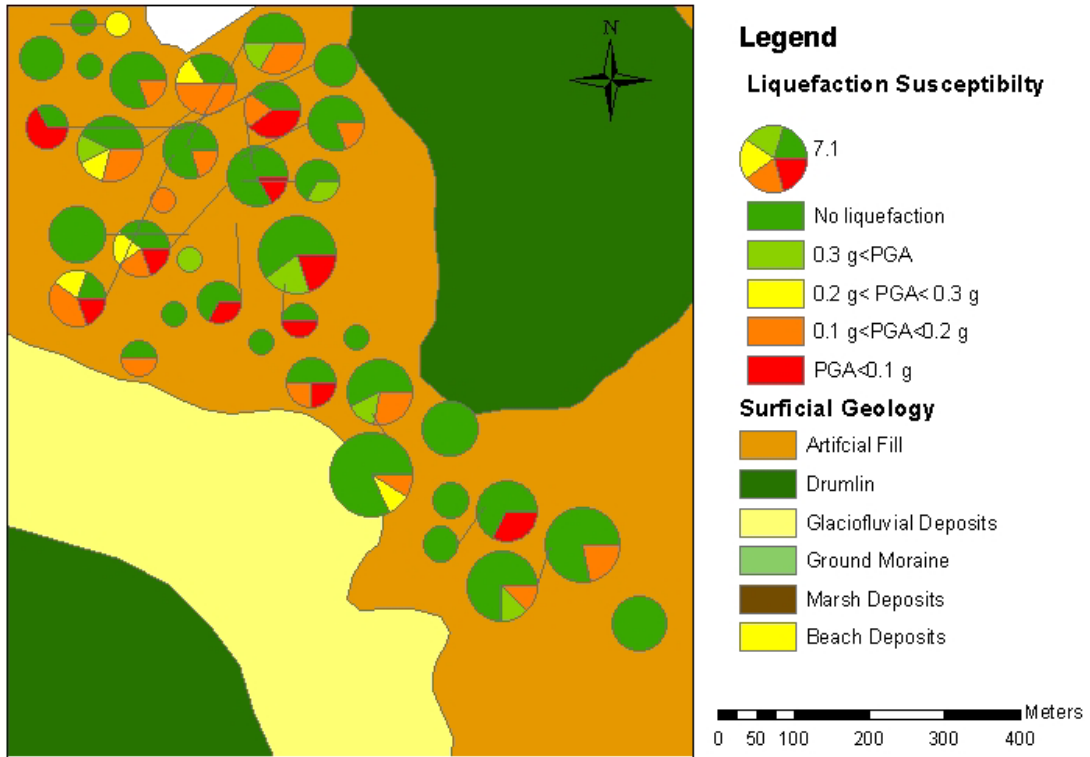 N
Legend
Liquefaction Susceptibilty
7.1
No liquefaction
0.3 g<PGA
0.2 g< PGA< 0.3 g
0.1 g<PGA<0.2 g
PGA<0.1 g
Surficial Geology
Artifcial Fill
Drumlin
Glaciofluvial Deposits
Ground Moraine
Marsh Deposits
Beach Deposits
Meters
0 50 100 200 300 400